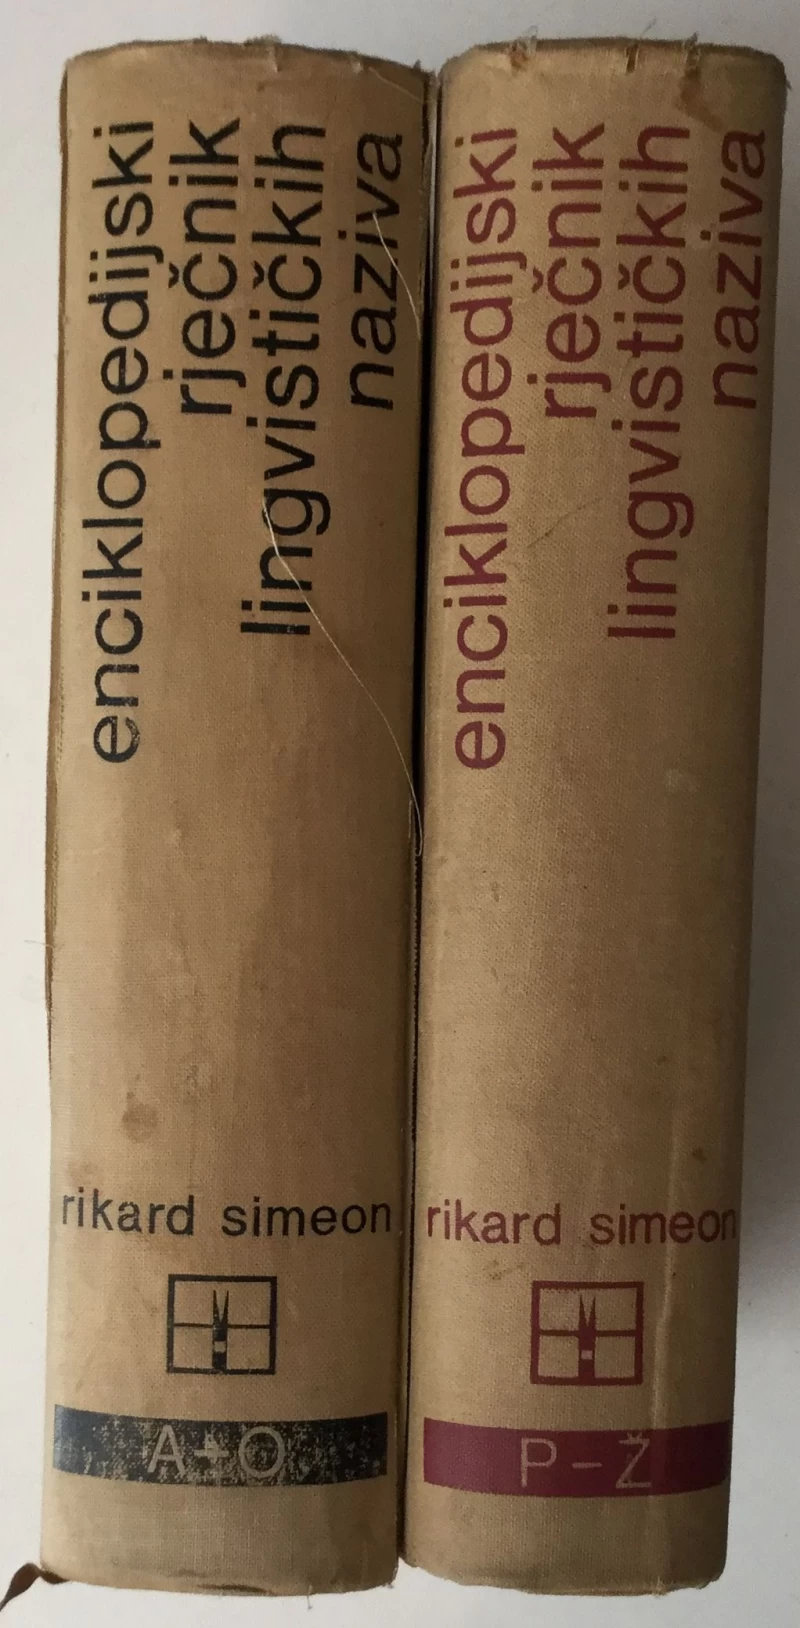 enciklopedijski
rječnik
lingvističkih
naziva
rikard simeon
A-O
enciklopedijski
rječnik
lingvističkih
naziva
rikard simeon
P-Ž